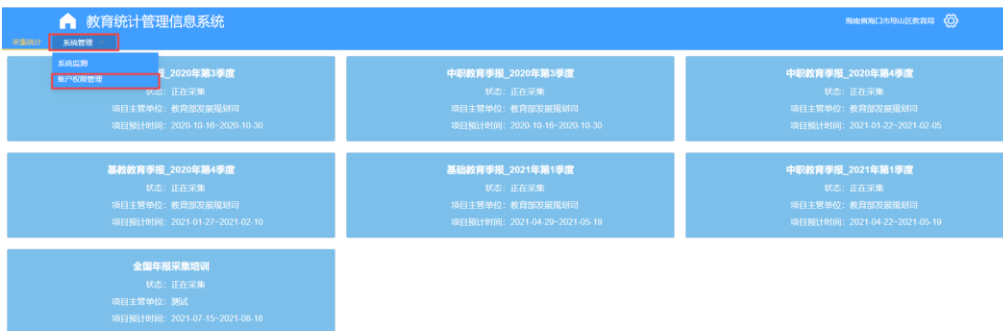 教育统计管理信息系统
海南省海口市琼山区教育局
采集统计 系统管理
系统监测
账户权限管理
报_2020年第3季度
状态：正在采集
项目主管单位：教育部发展规划司
项目预计时间：2020-10-16~2020-10-30
中职教育季报_2020年第3季度
状态：正在采集
项目主管单位：教育部发展规划司
项目预计时间：2020-10-16~2020-10-30
中职教育季报_2020年第4季度
状态：正在采集
项目主管单位：教育部发展规划司
项目预计时间：2021-01-22~2021-02-05
基教教育季报_2020年第4季度
状态：正在采集
项目主管单位：教育部发展规划司
项目预计时间：2021-01-27~2021-02-10
基础教育季报_2021年第1季度
状态：正在采集
项目主管单位：教育部发展规划司
项目预计时间：2021-04-29~2021-05-19
中职教育季报_2021年第1季度
状态：正在采集
项目主管单位：教育部发展规划司
项目预计时间：2021-04-22~2021-05-19
全国年报采集培训
状态：正在采集
项目主管单位：测试
项目预计时间：2021-07-15~2021-08-18